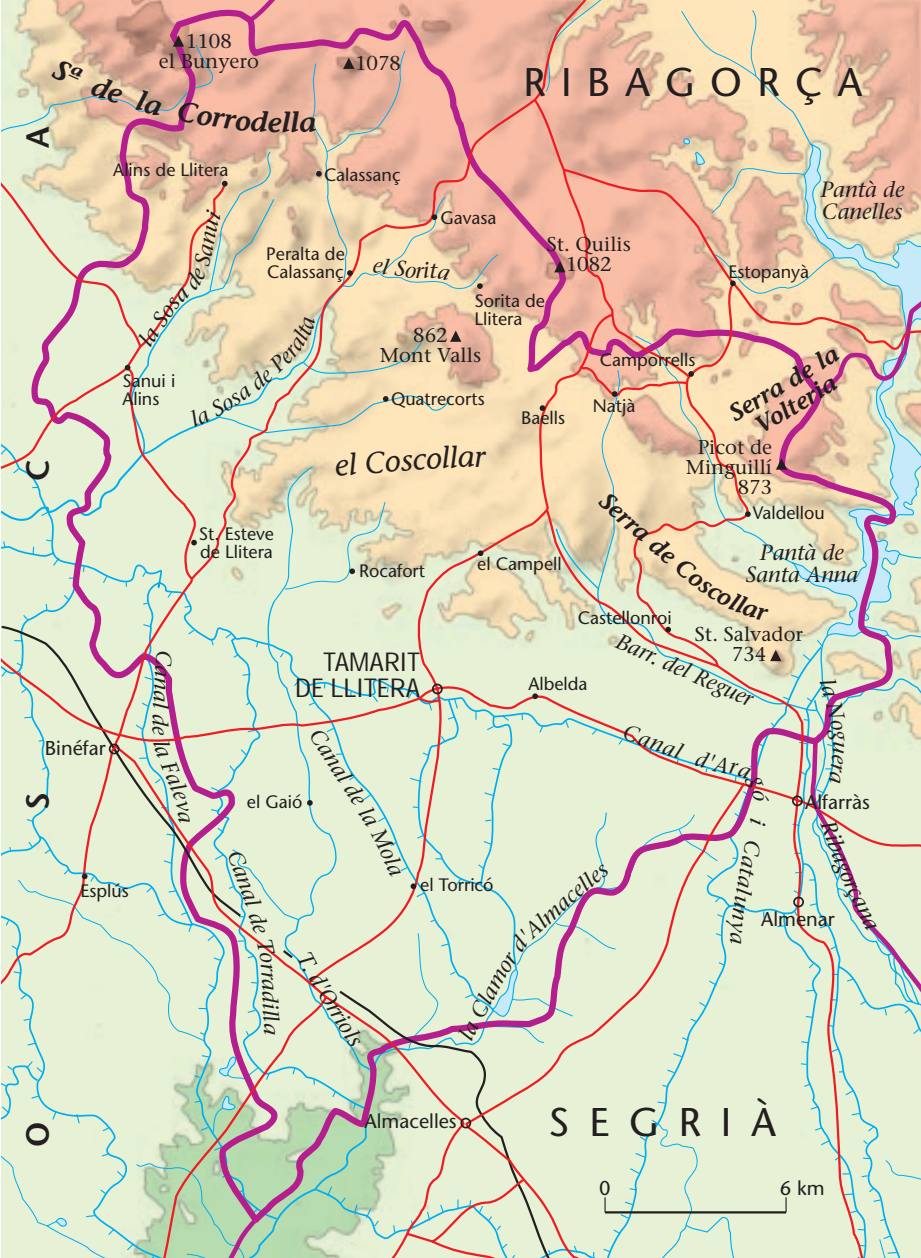 1108
el Bunyero
1078
RIBAGORÇA
Sª de la Corrodella
A
Alins de Llitera
Calassanç
Pantà de
Canelles
Gavasa
la Sosa de Sanui
Peralta de
Calassanç
el Sorita
St. Quilis
1082
Estopanyà
Sorita de
Llitera
862
Mont Valls
la Sosa de Peralta
Camporrells
Serra de la
Volteria
Sanui i
Alins
Quatrecorts
Baells
Natjà
C
el Coscollar
Picot de
Minguillí
873
Serra de Coscollar
Valdellou
St. Esteve
de Llitera
Rocafort
el Campell
Pantà de
Santa Anna
Castellonroi
St. Salvador
734
Barr. del Reguer
TAMARIT
DE LLITERA
Albelda
Canal de la Faleva
la Noguera
Ribagorçana
Binéfar
Canal de la Mola
Canal d'Aragó i Catalunya
S
el Gaió
Alfarràs
Esplús
Canal de Torradilla
el Torricó
la Clamor d'Almacelles
Almenar
T. d'Orriols
O
Almacelles
SEGRIÀ
0
6 km